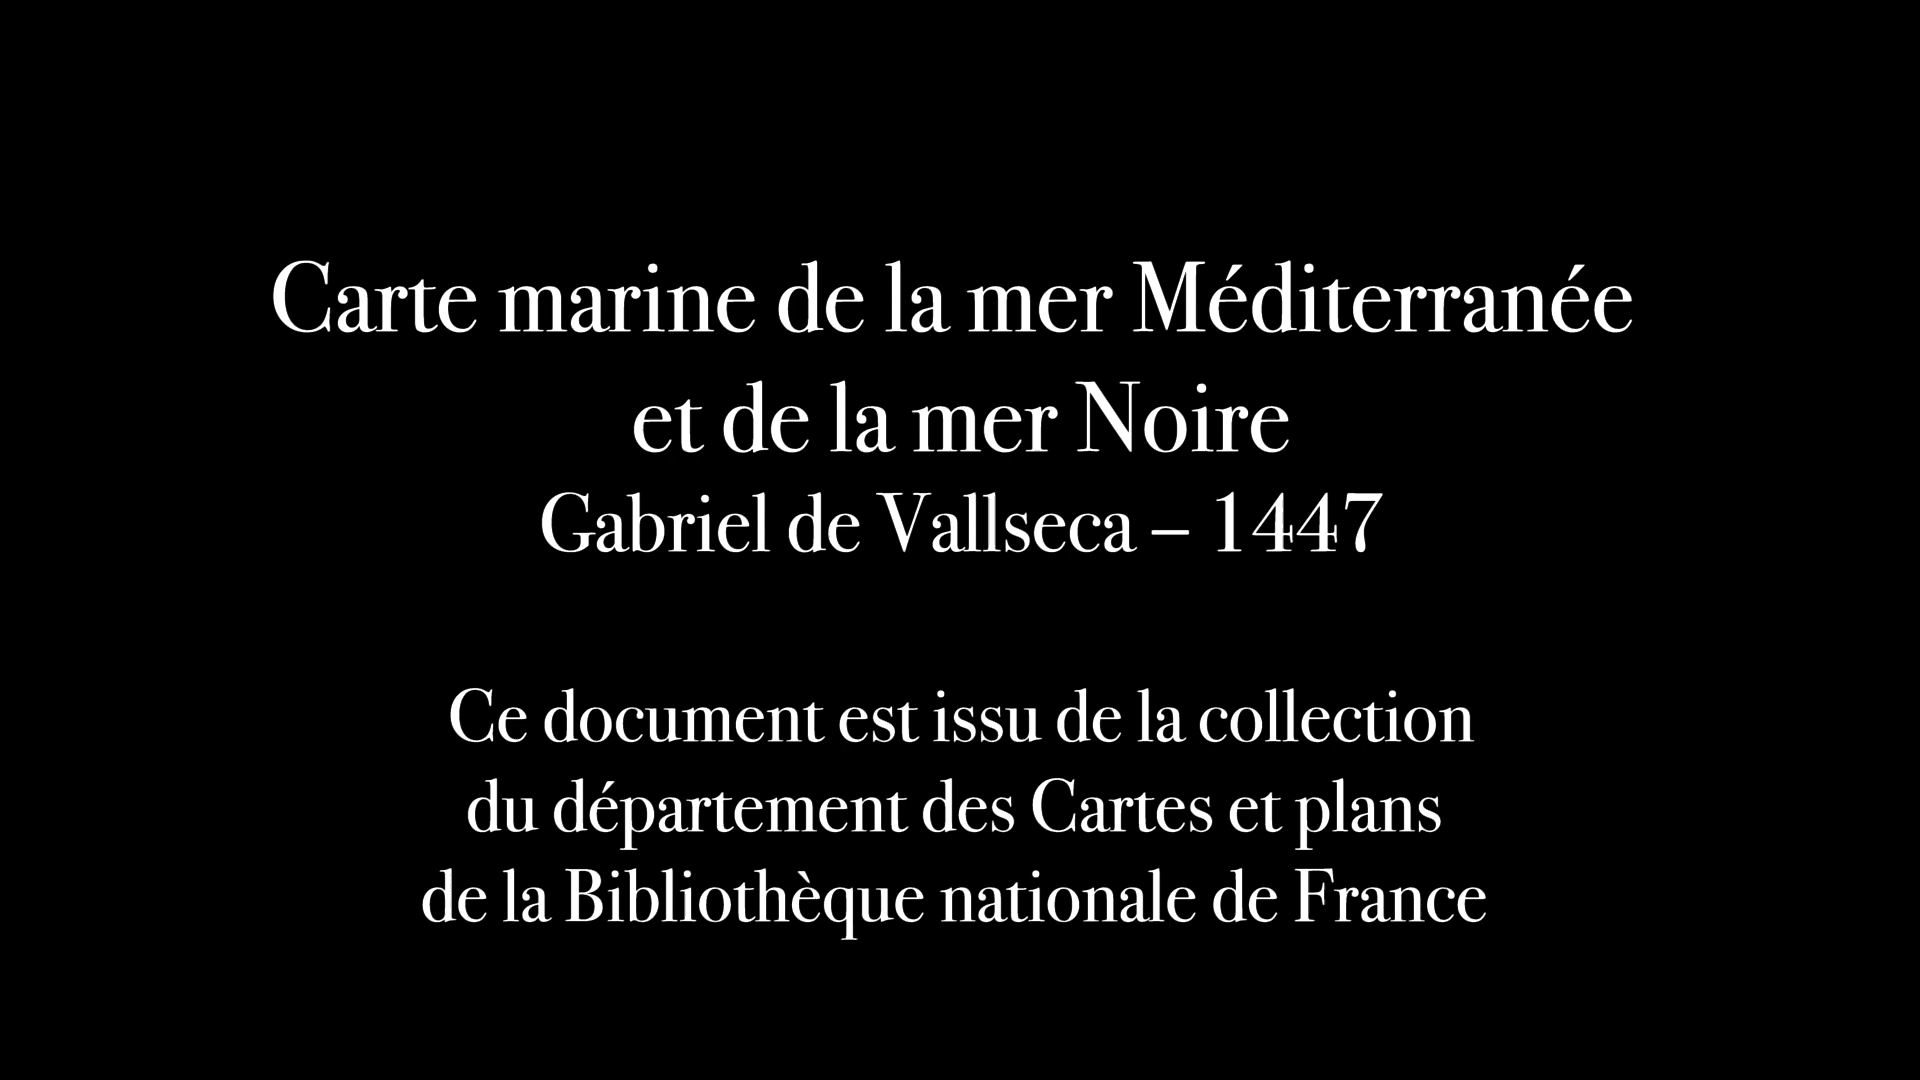 Carte marine de la mer Méditerranée
et de la mer Noire
Gabriel de Vallseca – 1447
Ce document est issu de la collection
du département des Cartes et plans
de la Bibliothèque nationale de France